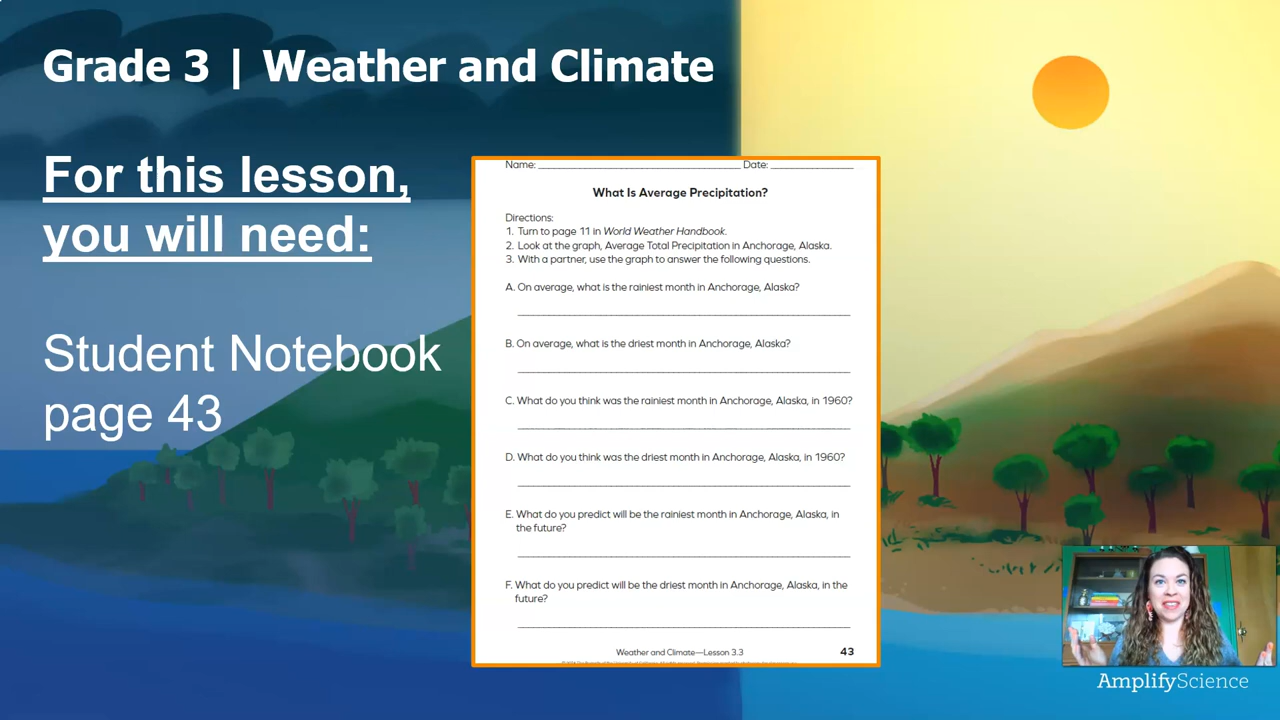 Grade 3 | Weather and Climate
For this lesson,
you will need:
Student Notebook
page 43
Name: ________ Date: ________
What Is Average Precipitation?
Directions:
1. Turn to page 11 in World Weather Handbook.
2. Look at the graph, Average Total Precipitation in Anchorage, Alaska.
3. With a partner, use the graph to answer the following questions.
A. On average, what is the rainiest month in Anchorage, Alaska?
B. On average, what is the driest month in Anchorage, Alaska?
C. What do you think was the rainiest month in Anchorage, Alaska, in 1960?
D. What do you think was the driest month in Anchorage, Alaska, in 1960?
E. What do you predict will be the rainiest month in Anchorage, Alaska, in
the future?
F. What do you predict will be the driest month in Anchorage, Alaska, in the
future?
Weather and Climate—Lesson 3.3 43
AmplifyScience